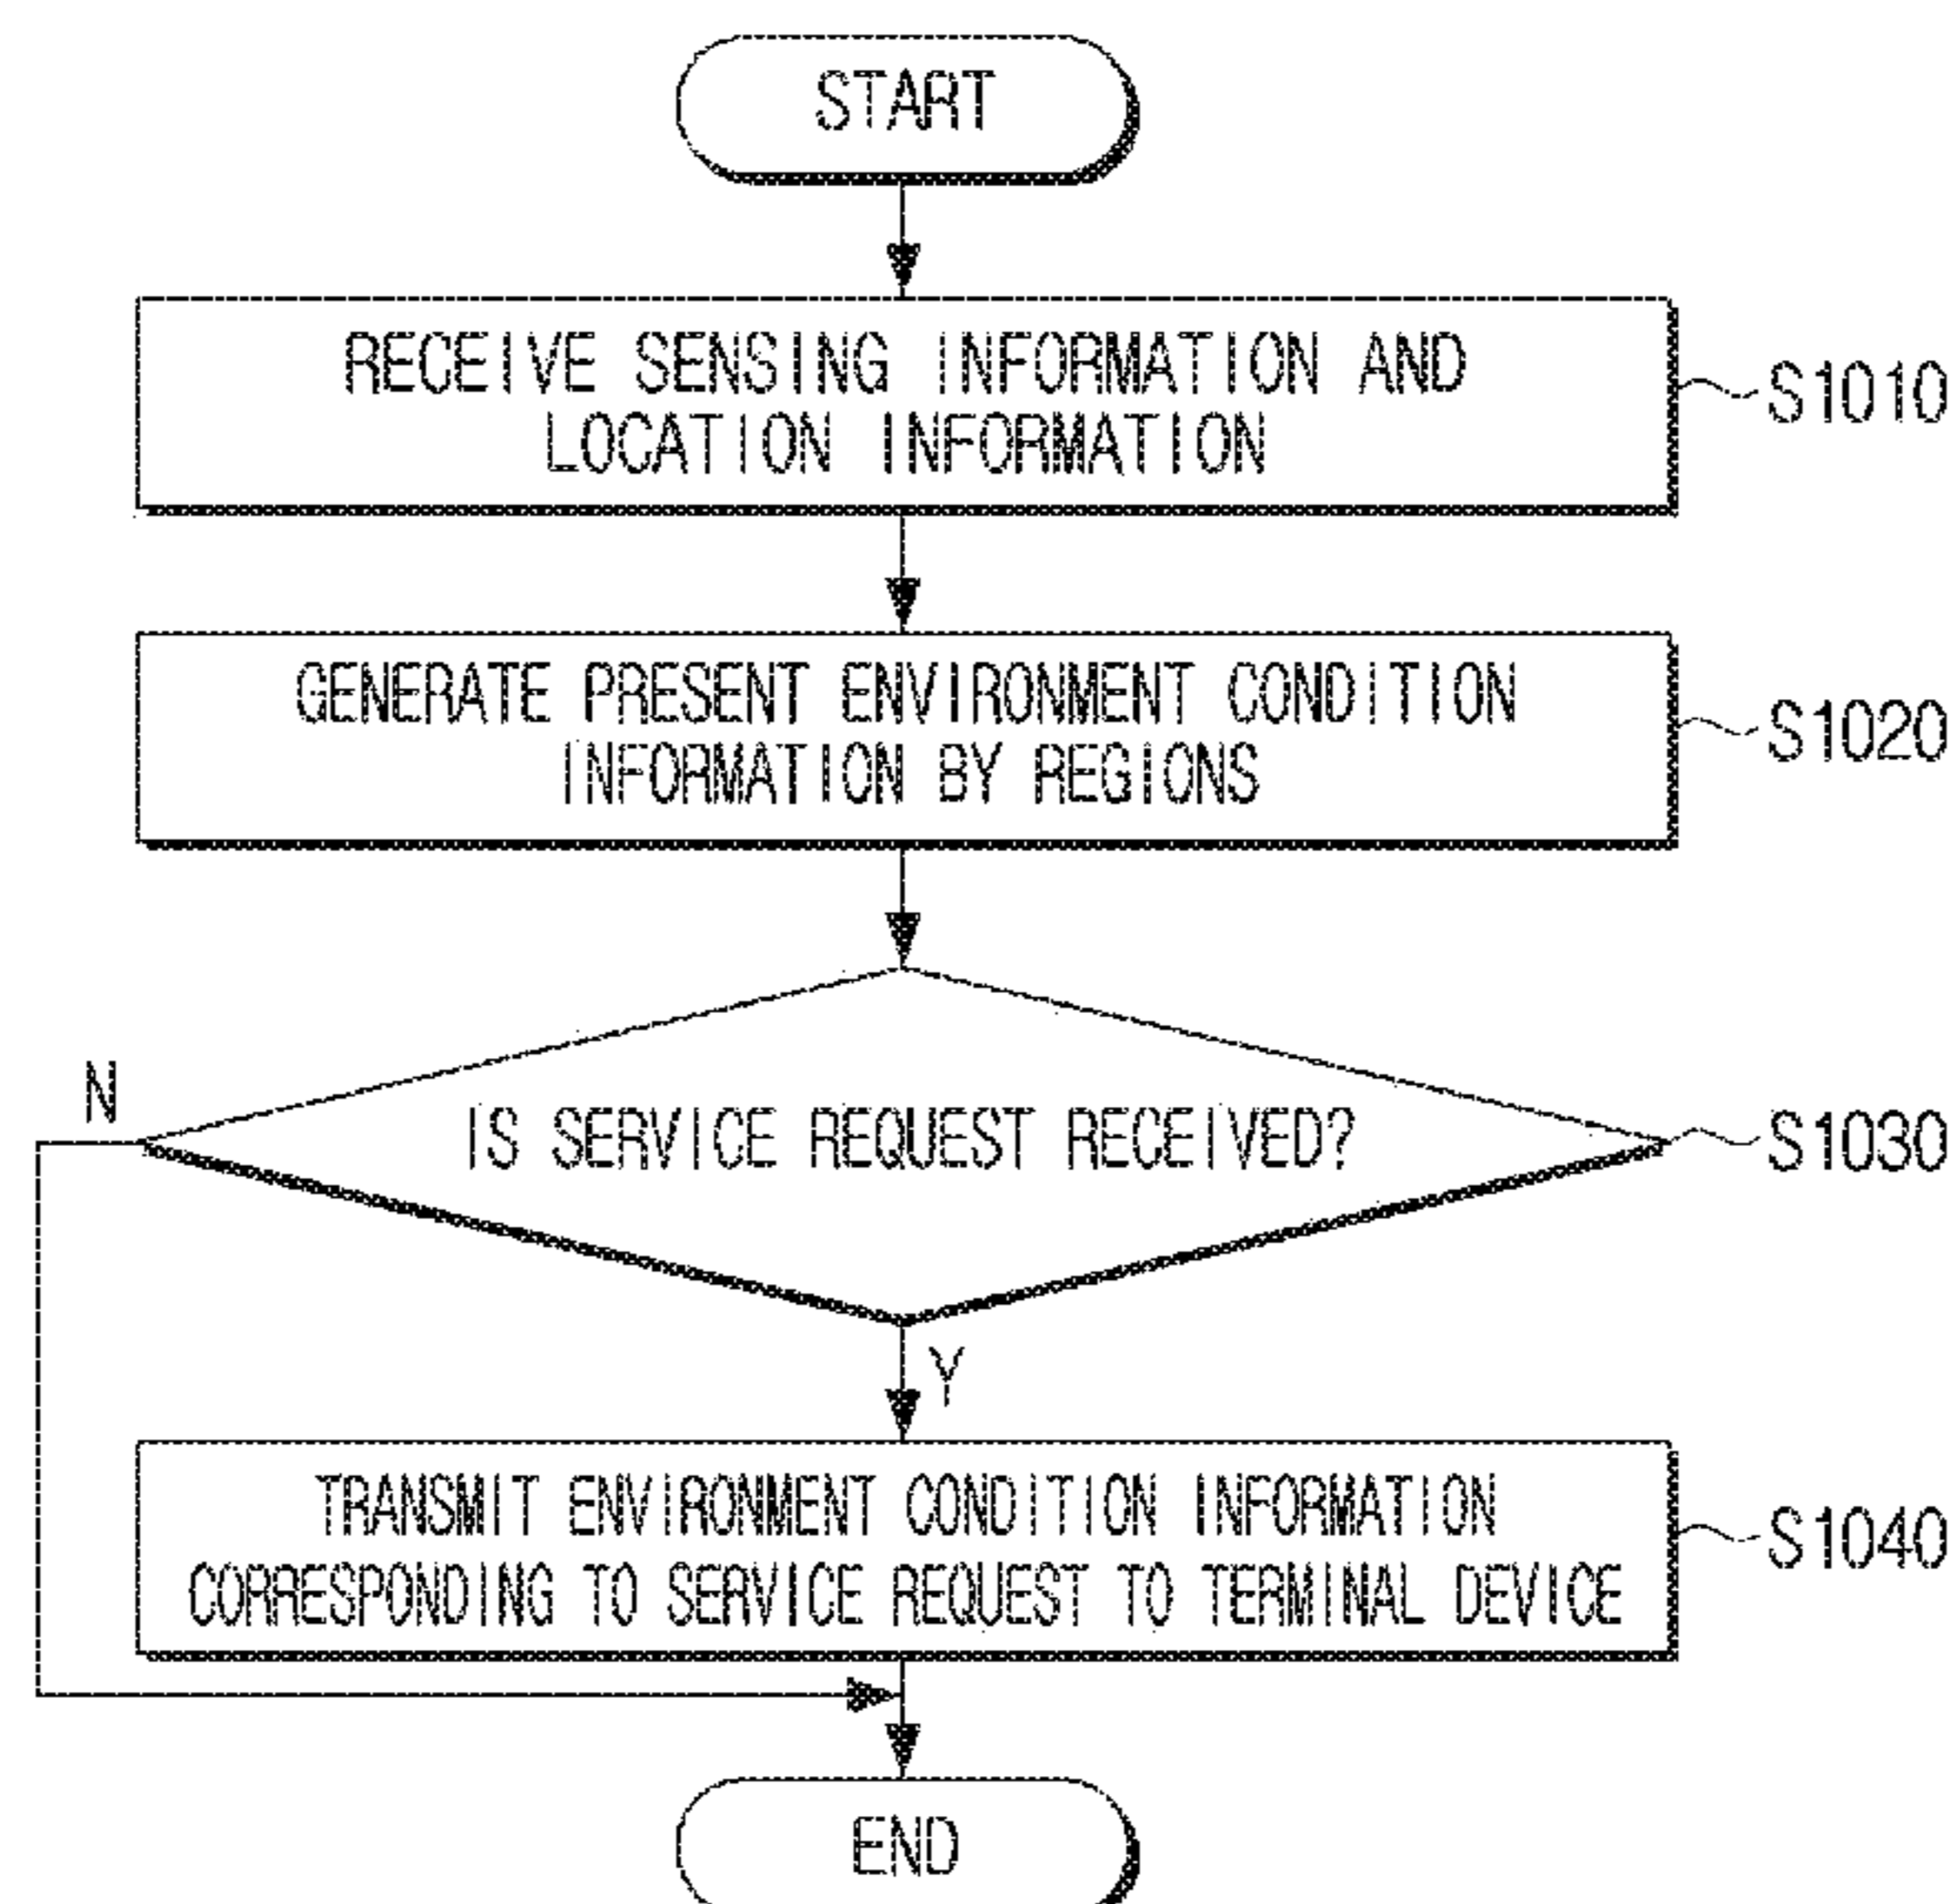 START
RECEIVE SENSING INFORMATION AND
LOCATION INFORMATION
S1010
GENERATE PRESENT ENVIRONMENT CONDITION
INFORMATION BY REGIONS
S1020
N
IS SERVICE REQUEST RECEIVED?
S1030
Y
TRANSMIT ENVIRONMENT CONDITION INFORMATION
CORRESPONDING TO SERVICE REQUEST TO TERMINAL DEVICE
S1040
END